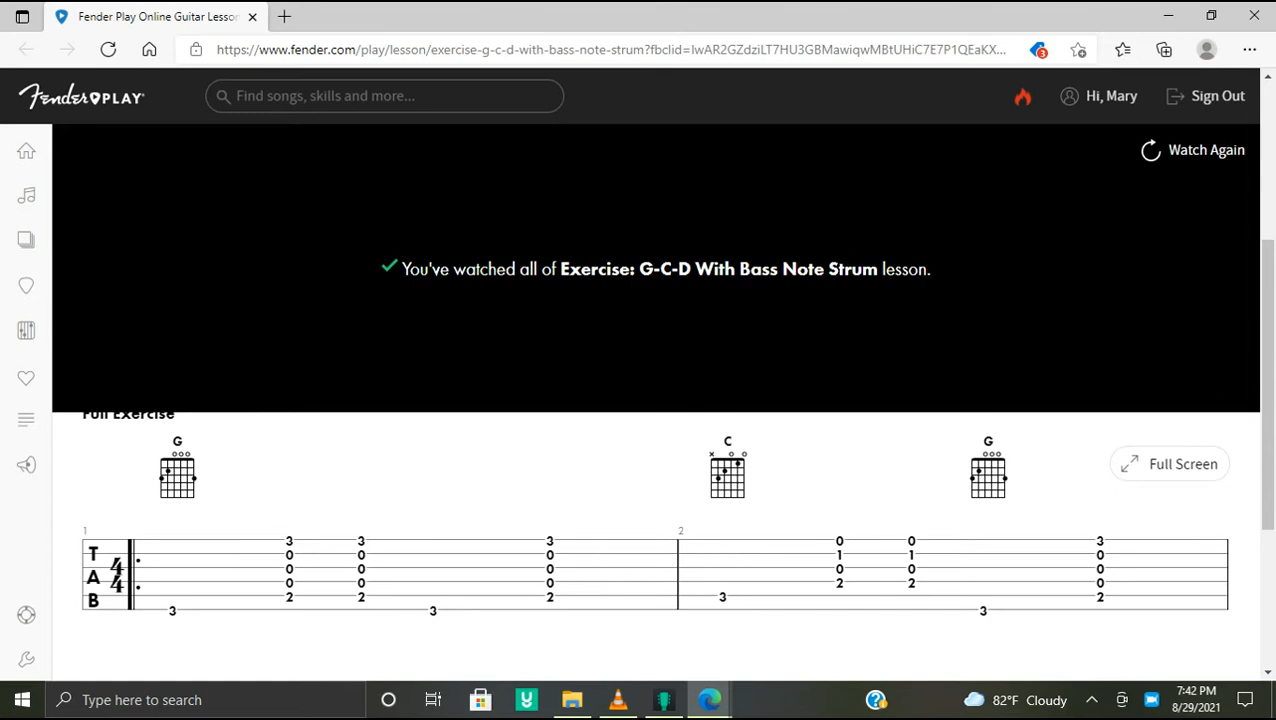 Fender Play Online Guitar Lesson
https://www.fender.com/play/lesson/exercise-g-c-d-with-bass-note-strum?fbclid=IwAR2GZdziLT7HU3GBMawiqwMBtUHiC7E7P1QEaKX...
3
Fender PLAY
Find songs, skills and more...
Hi, Mary
Sign Out
Watch Again
You've watched all of Exercise: G-C-D With Bass Note Strum lesson.
Full Exercise
G C G
x
Full Screen
1 2
3 3 3 0 0 3
T 0 0 0 1 1 0
4 A 0 0 0 0 0 0
4 0 0 0 2 2 0
B 2 2 2 3 2
3 3 3
Type here to search
82°F Cloudy
7:42 PM
8/29/2021